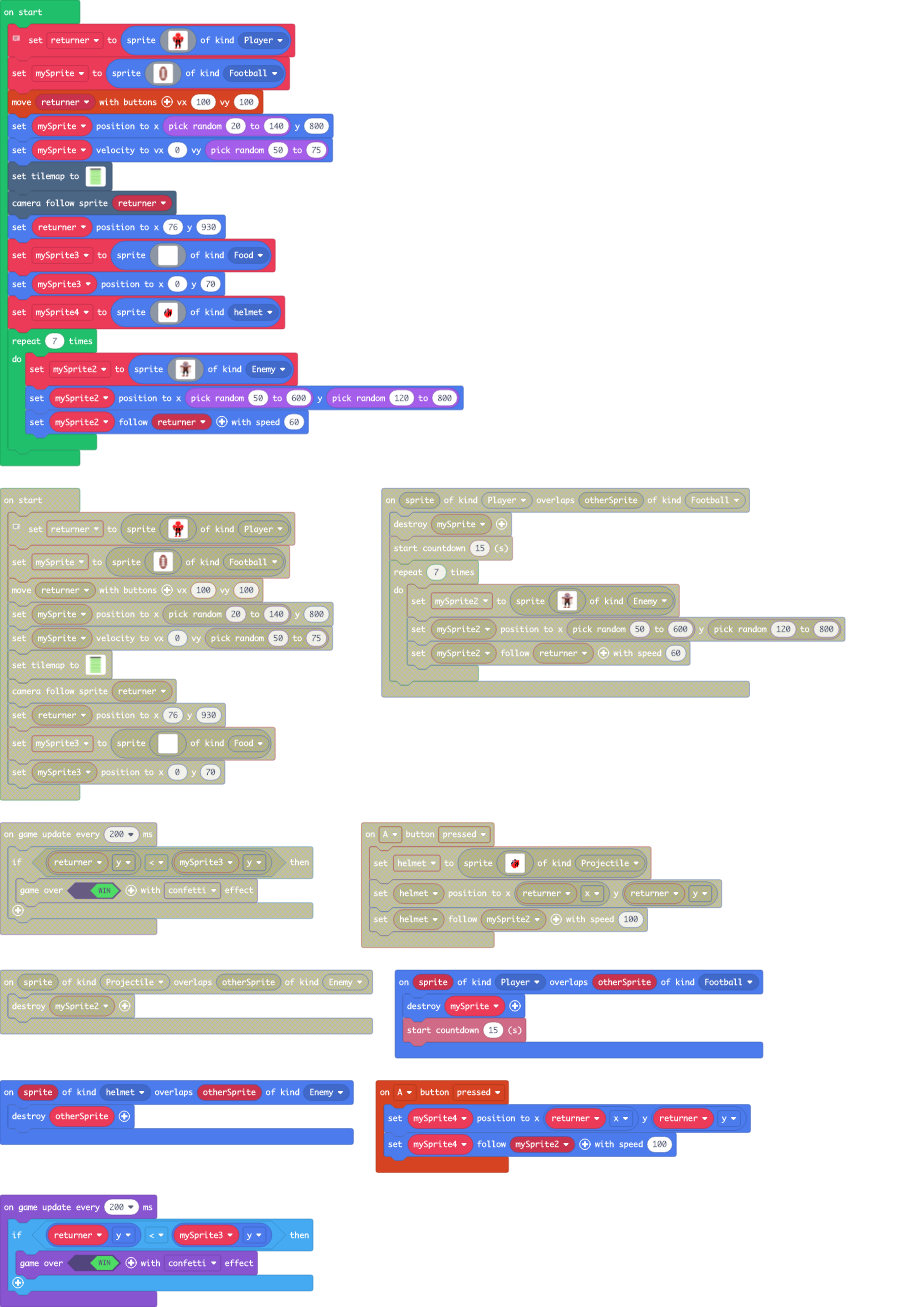 on start
set returner to sprite of kind Player
set mySprite to sprite of kind Football
move returner with buttons vx 100 vy 100
set mySprite position to x pick random 20 to 140 y 800
set mySprite velocity to vx 0 vy pick random 50 to 75
set tilemap to
camera follow sprite returner
set returner position to x 76 y 930
set mySprite3 to sprite of kind Food
set mySprite3 position to x 0 y 70
set mySprite4 to sprite of kind helmet
repeat 7 times
do
set mySprite2 to sprite of kind Enemy
set mySprite2 position to x pick random 50 to 600 y pick random 120 to 800
set mySprite2 follow returner with speed 60
on start
set returner to sprite of kind Player
set mySprite to sprite of kind Football
move returner with buttons vx 100 vy 100
set mySprite position to x pick random 20 to 140 y 800
set mySprite velocity to vx 0 vy pick random 50 to 75
set tilemap to
camera follow sprite returner
set returner position to x 76 y 930
set mySprite3 to sprite of kind Food
set mySprite3 position to x 0 y 70
on sprite of kind Player overlaps otherSprite of kind Football
destroy mySprite
start countdown 15 (s)
repeat 7 times
do
set mySprite2 to sprite of kind Enemy
set mySprite2 position to x pick random 50 to 600 y pick random 120 to 800
set mySprite2 follow returner with speed 60
on game update every 200 ms
if returner y < mySprite3 y then
game over WIN with confetti effect
on A button pressed
set helmet to sprite of kind Projectile
set helmet position to x returner x y returner y
set helmet follow mySprite2 with speed 100
on sprite of kind Projectile overlaps otherSprite of kind Enemy
destroy mySprite2
on sprite of kind Player overlaps otherSprite of kind Football
destroy mySprite
start countdown 15 (s)
on sprite of kind helmet overlaps otherSprite of kind Enemy
destroy otherSprite
on A button pressed
set mySprite4 position to x returner x y returner y
set mySprite4 follow mySprite2 with speed 100
on game update every 200 ms
if returner y < mySprite3 y then
game over WIN with confetti effect